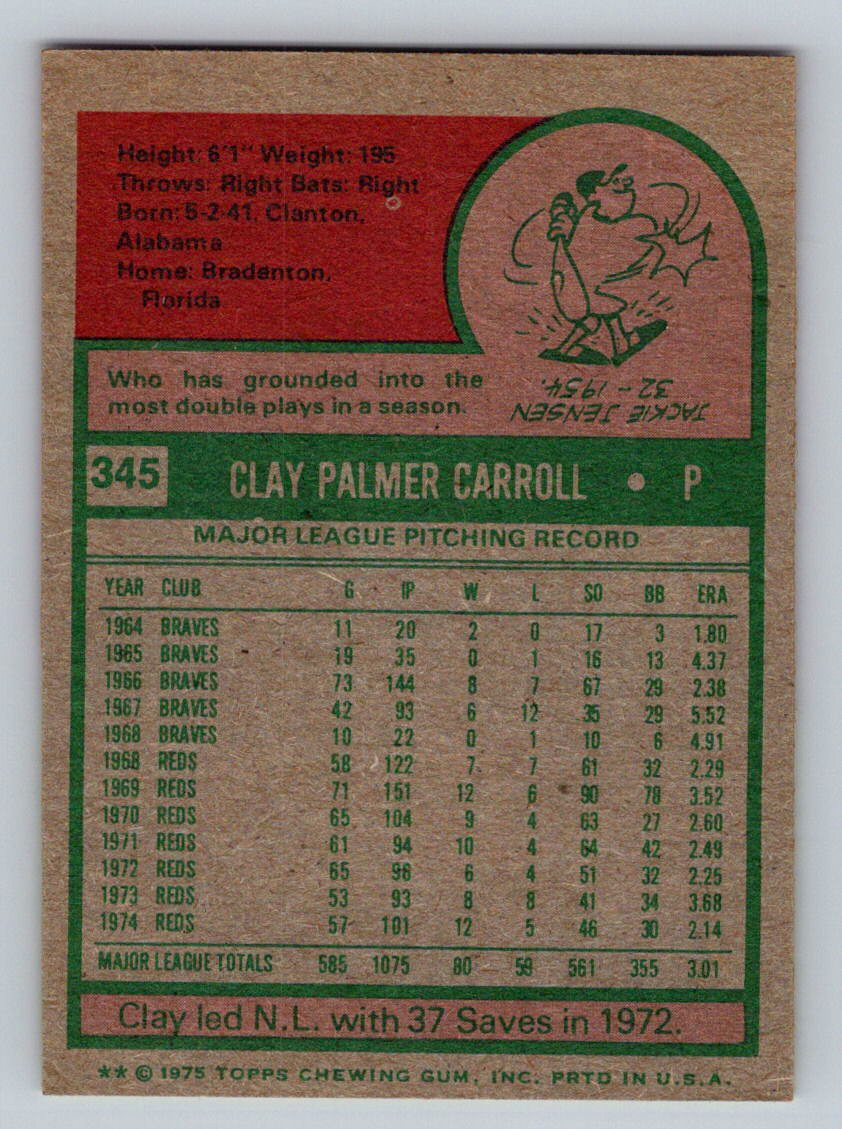 Height: 6'1" Weight: 195
Throws: Right Bats: Right
Born: 5-2-41, Clanton,
Alabama
Home: Bradenton,
Florida
Who has grounded into the
most double plays in a season.
JACKIE JENSEN
32 - 1954.
345 CLAY PALMER CARROLL • P
MAJOR LEAGUE PITCHING RECORD
YEAR CLUB G IP W L SO BB ERA
1964 BRAVES 11 20 2 0 17 3 1.80
1965 BRAVES 19 35 0 1 16 13 4.37
1966 BRAVES 73 144 8 7 67 29 2.38
1967 BRAVES 42 93 6 12 35 29 5.52
1968 BRAVES 10 22 0 1 10 6 4.91
1968 REDS 58 122 7 7 61 32 2.29
1969 REDS 71 151 12 6 90 78 3.52
1970 REDS 65 104 9 4 63 27 2.60
1971 REDS 61 94 10 4 64 42 2.49
1972 REDS 65 96 6 4 51 32 2.25
1973 REDS 53 93 8 8 41 34 3.68
1974 REDS 57 101 12 5 46 30 2.14
MAJOR LEAGUE TOTALS 585 1075 80 59 561 355 3.01
Clay led N.L. with 37 Saves in 1972.
** © 1975 TOPPS CHEWING GUM, INC. PRTD IN U.S.A.